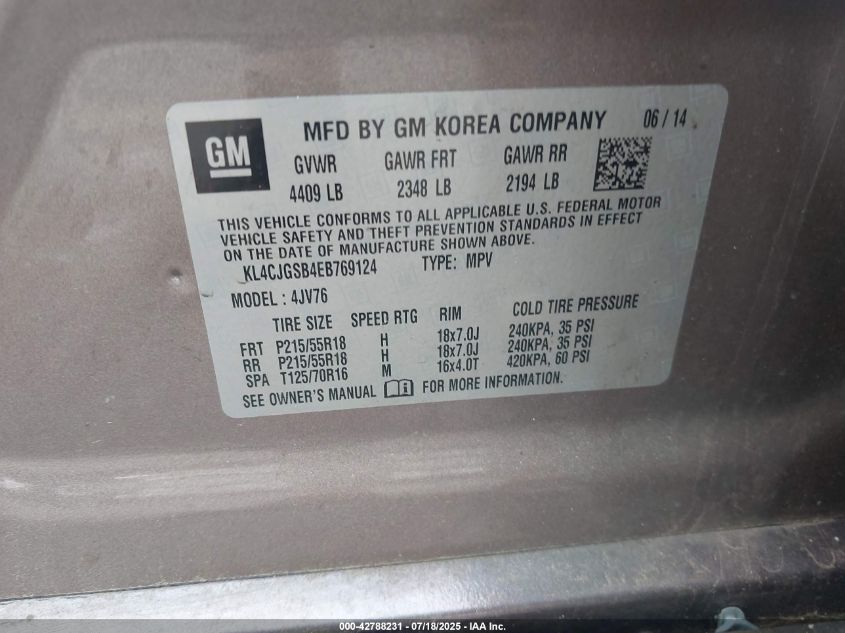 GM
MFD BY GM KOREA COMPANY 06 / 14
GVWR GAWR FRT GAWR RR
4409 LB 2348 LB 2194 LB
THIS VEHICLE CONFORMS TO ALL APPLICABLE U.S. FEDERAL MOTOR
VEHICLE SAFETY AND THEFT PREVENTION STANDARDS IN EFFECT
ON THE DATE OF MANUFACTURE SHOWN ABOVE.
KL4CJGSB4EB769124 TYPE: MPV
MODEL : 4JV76
TIRE SIZE SPEED RTG RIM COLD TIRE PRESSURE
FRT P215/55R18 H 18x7.0J 240KPA, 35 PSI
RR P215/55R18 H 18x7.0J 240KPA, 35 PSI
SPA T125/70R16 M 16x4.0T 420KPA, 60 PSI
SEE OWNER'S MANUAL FOR MORE INFORMATION.
000-42788231 - 07/18/2025 - IAA Inc.